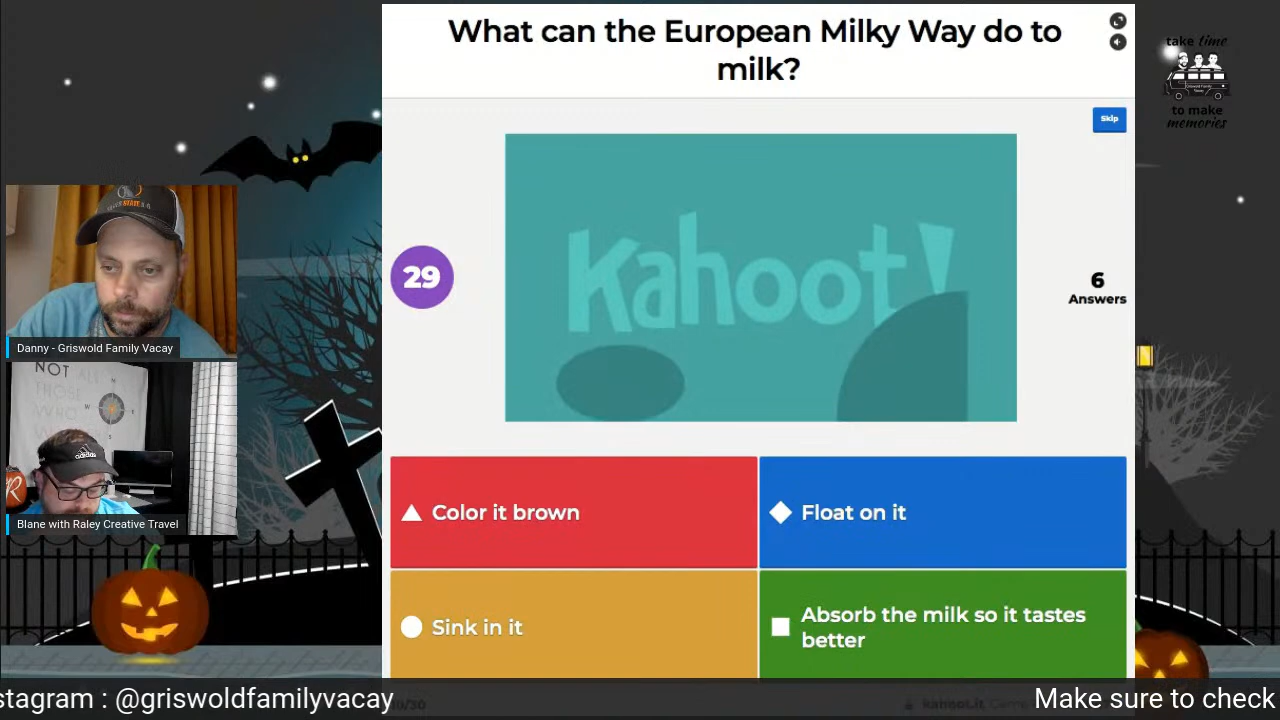 What can the European Milky Way do to
milk?
take time
to make
memories
Skip
Kahoot!
29
6
Answers
Danny - Griswold Family Vacay
NOT
Blane with Raley Creative Travel
adidas
Color it brown
Float on it
Sink in it
Absorb the milk so it tastes
better
stagram : @griswoldfamilyvacay
Make sure to check